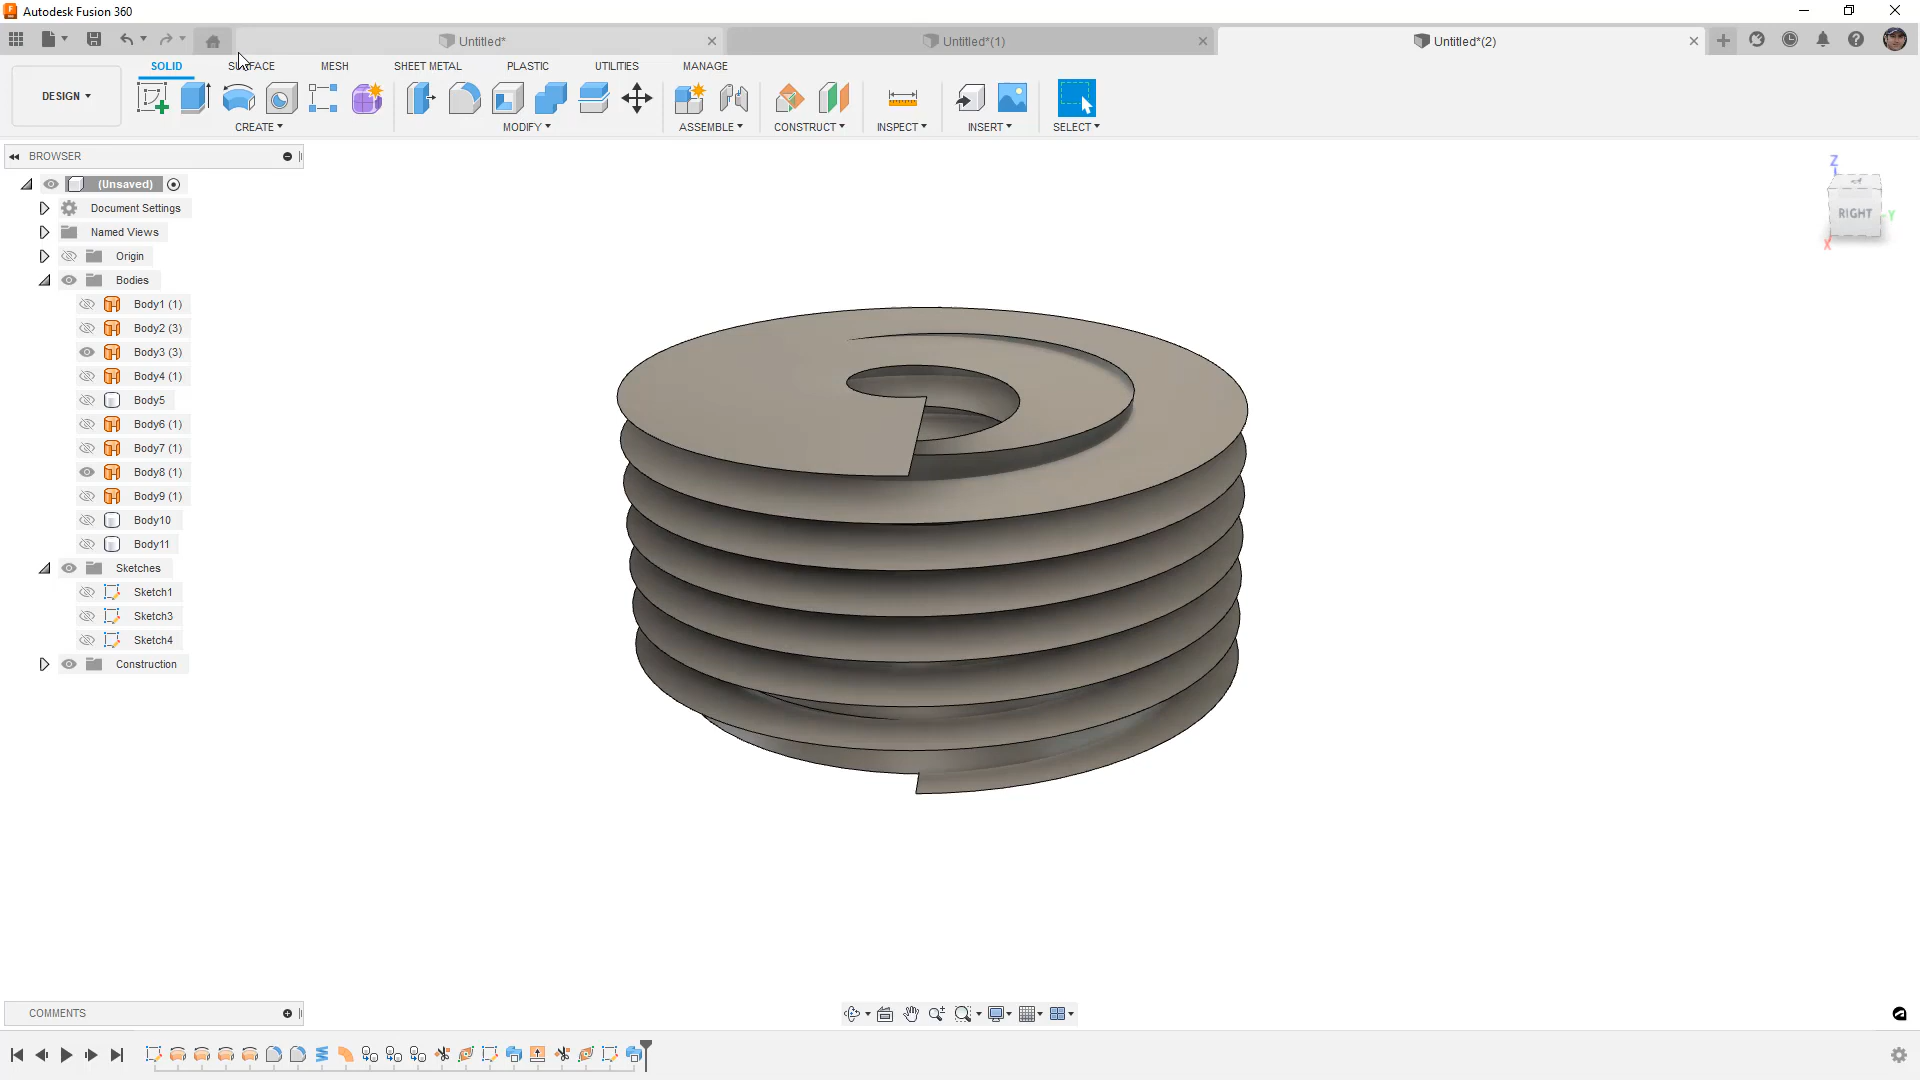 Autodesk Fusion 360
Untitled*
Untitled*(1)
Untitled*(2)
SOLID
SURFACE
MESH
SHEET METAL
PLASTIC
UTILITIES
MANAGE
DESIGN
CREATE
MODIFY
ASSEMBLE
CONSTRUCT
INSPECT
INSERT
SELECT
BROWSER
(Unsaved)
Document Settings
Named Views
Origin
Bodies
Body1 (1)
Body2 (3)
Body3 (3)
Body4 (1)
Body5
Body6 (1)
Body7 (1)
Body8 (1)
Body9 (1)
Body10
Body11
Sketches
Sketch1
Sketch3
Sketch4
Construction
Z
RIGHT
Y
X
COMMENTS